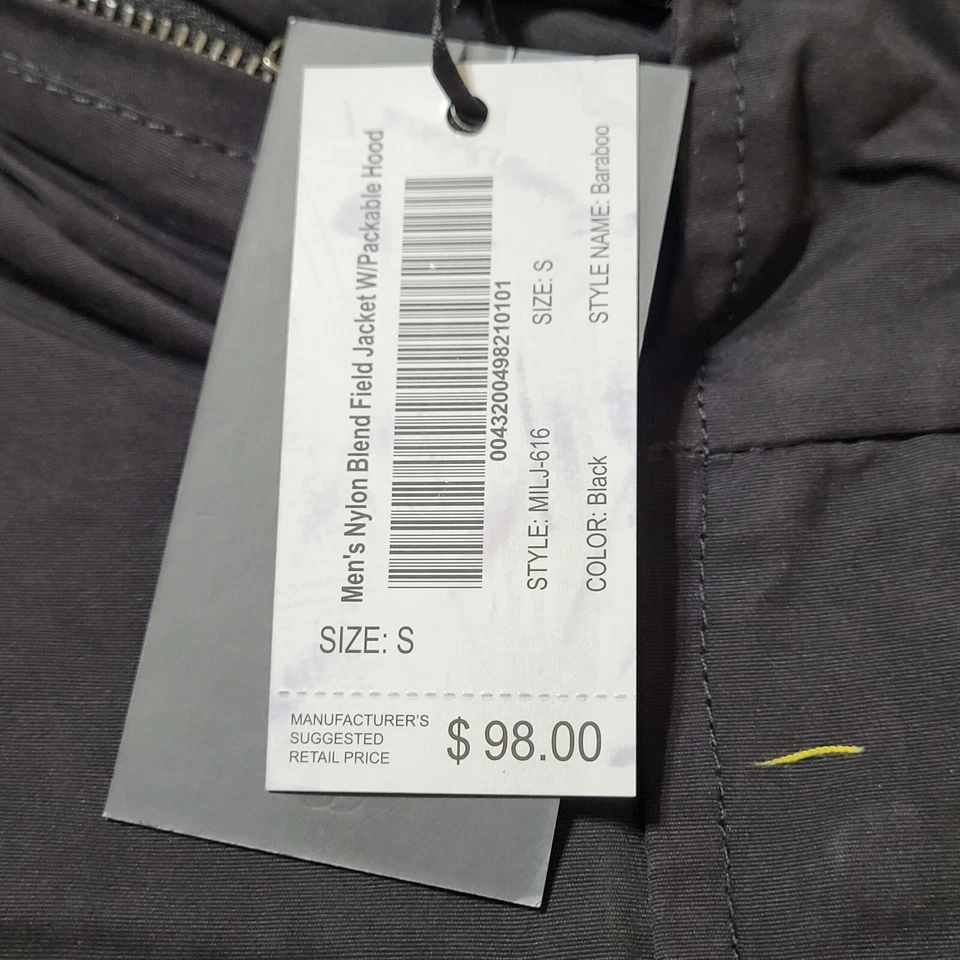 Men's Nylon Blend Field Jacket W/Packable Hood
0043200498210101
STYLE: MILJ-616 SIZE: S
COLOR: Black STYLE NAME: Baraboo
SIZE: S
MANUFACTURER'S
SUGGESTED
RETAIL PRICE
$ 98.00